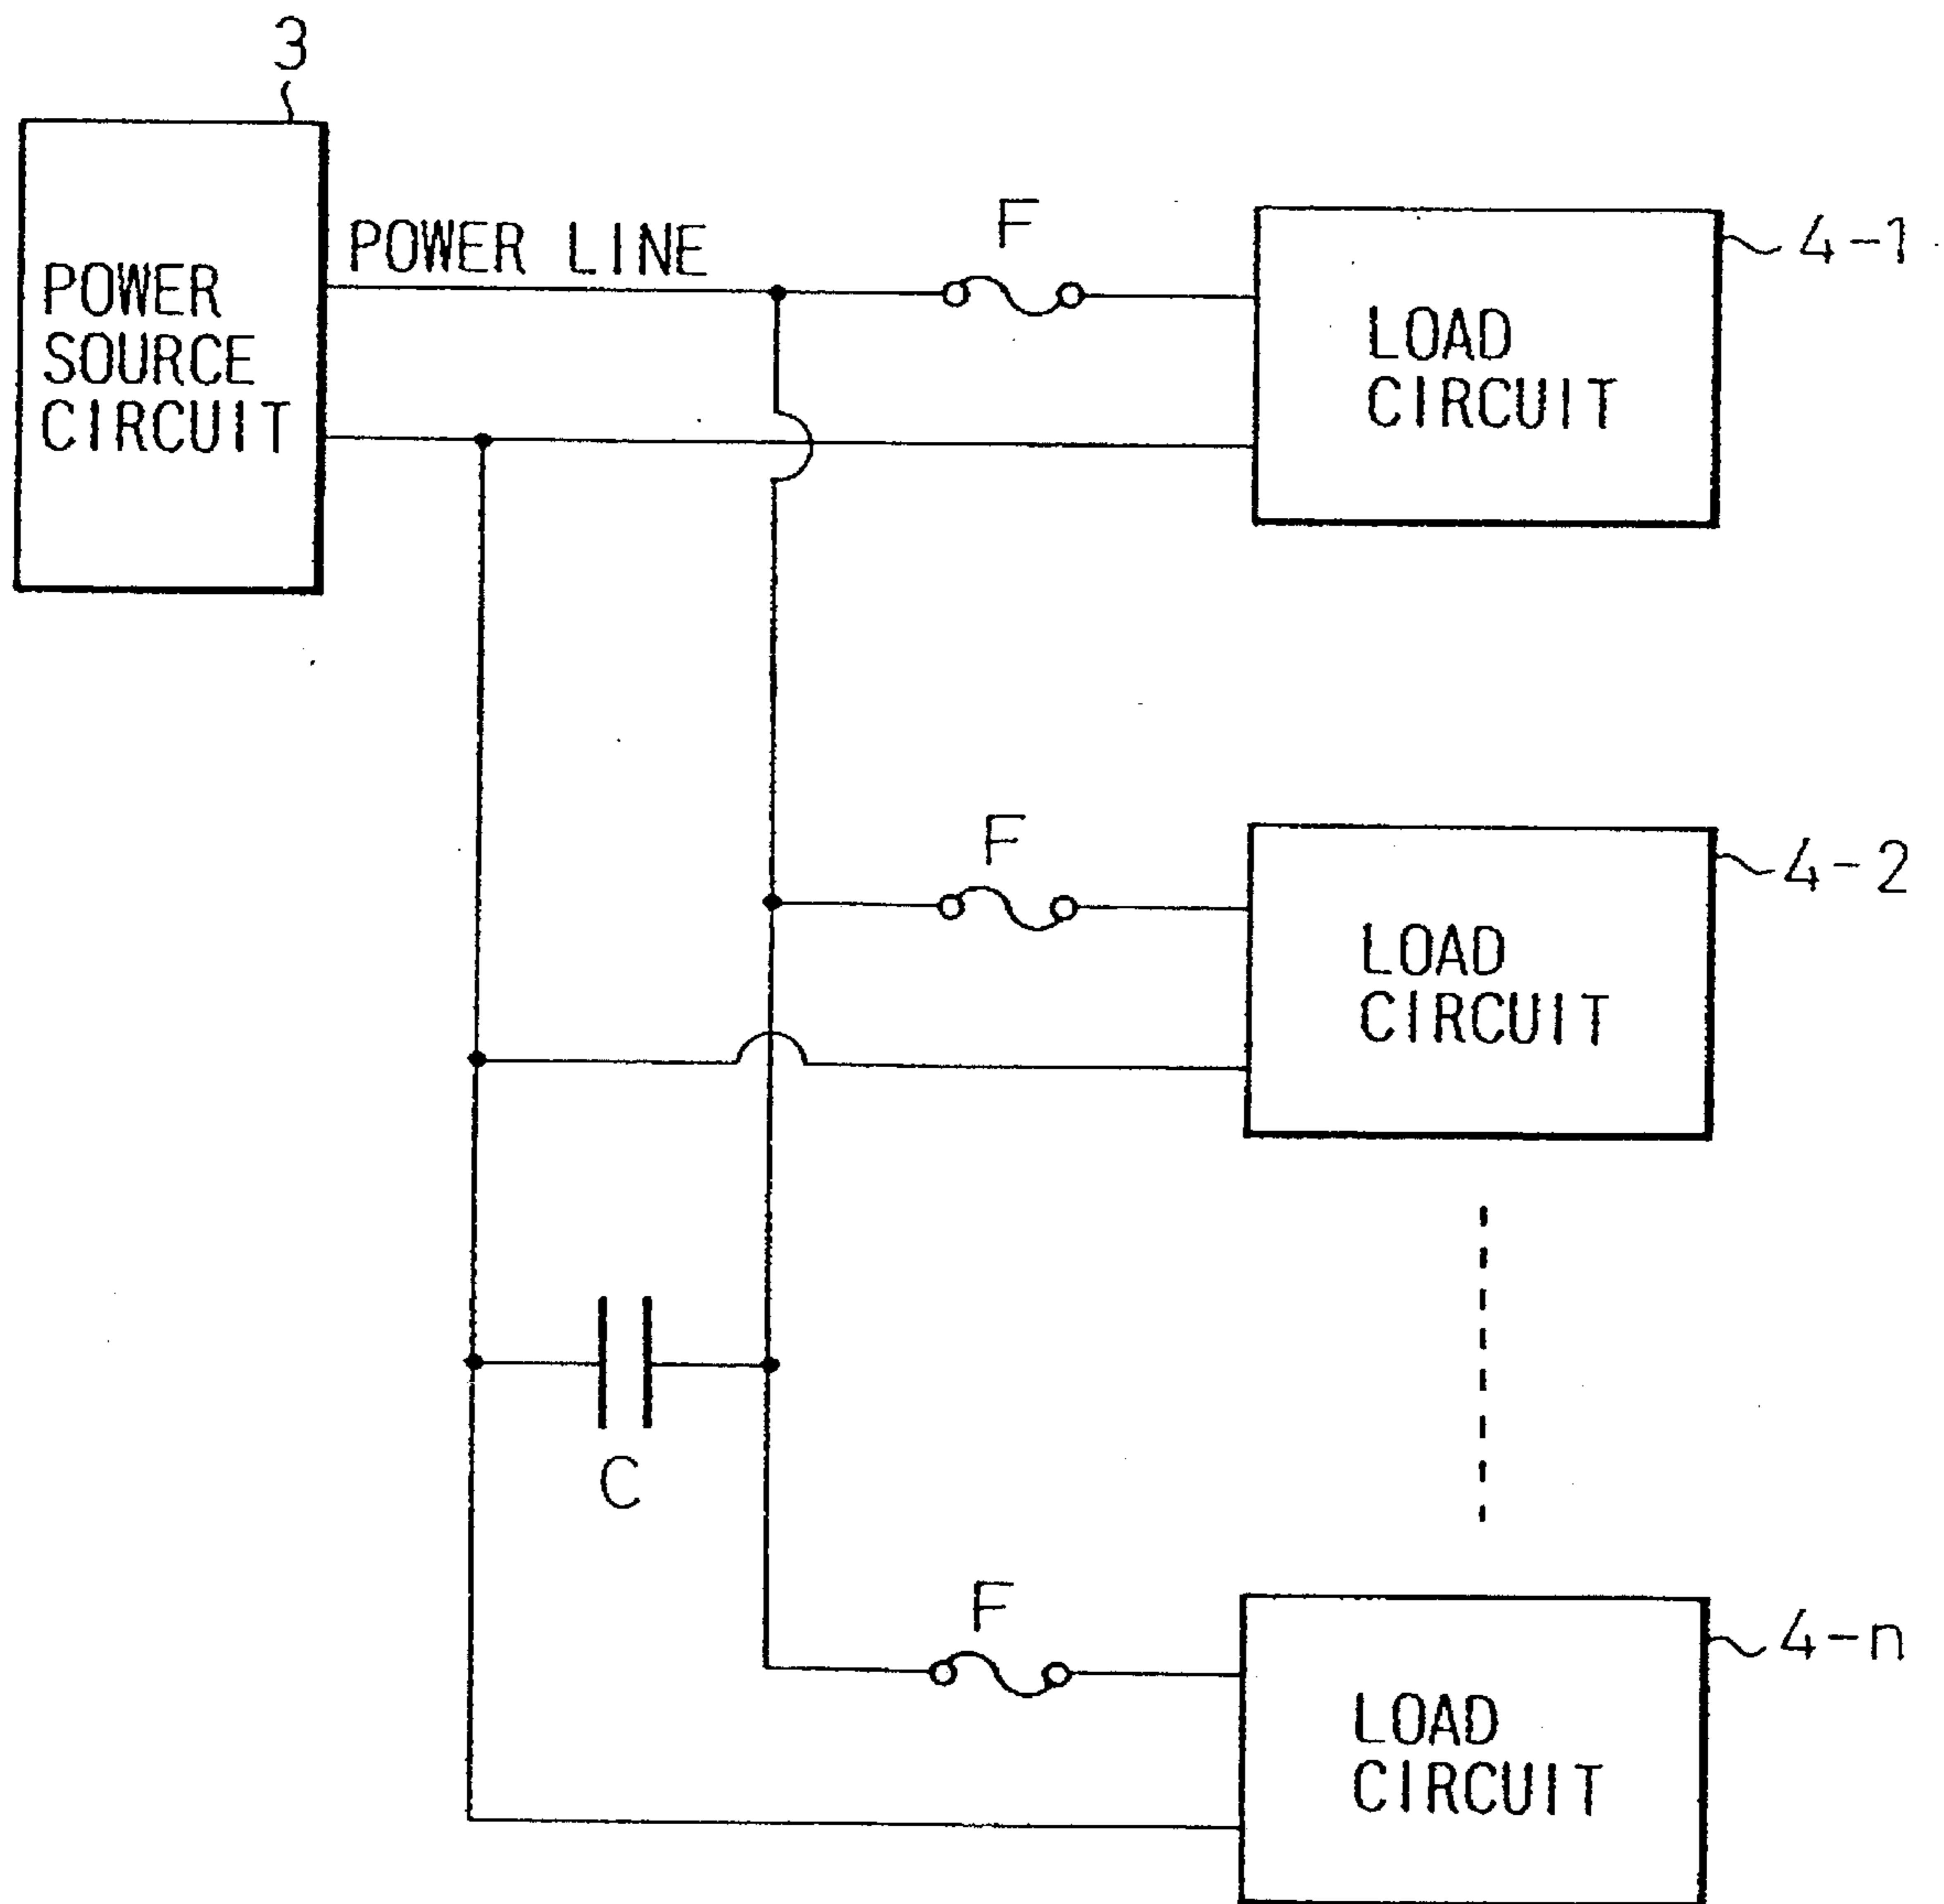 3
POWER LINE
POWER
SOURCE
CIRCUIT
F
LOAD
CIRCUIT
4-1
F
LOAD
CIRCUIT
4-2
C
F
LOAD
CIRCUIT
4-n